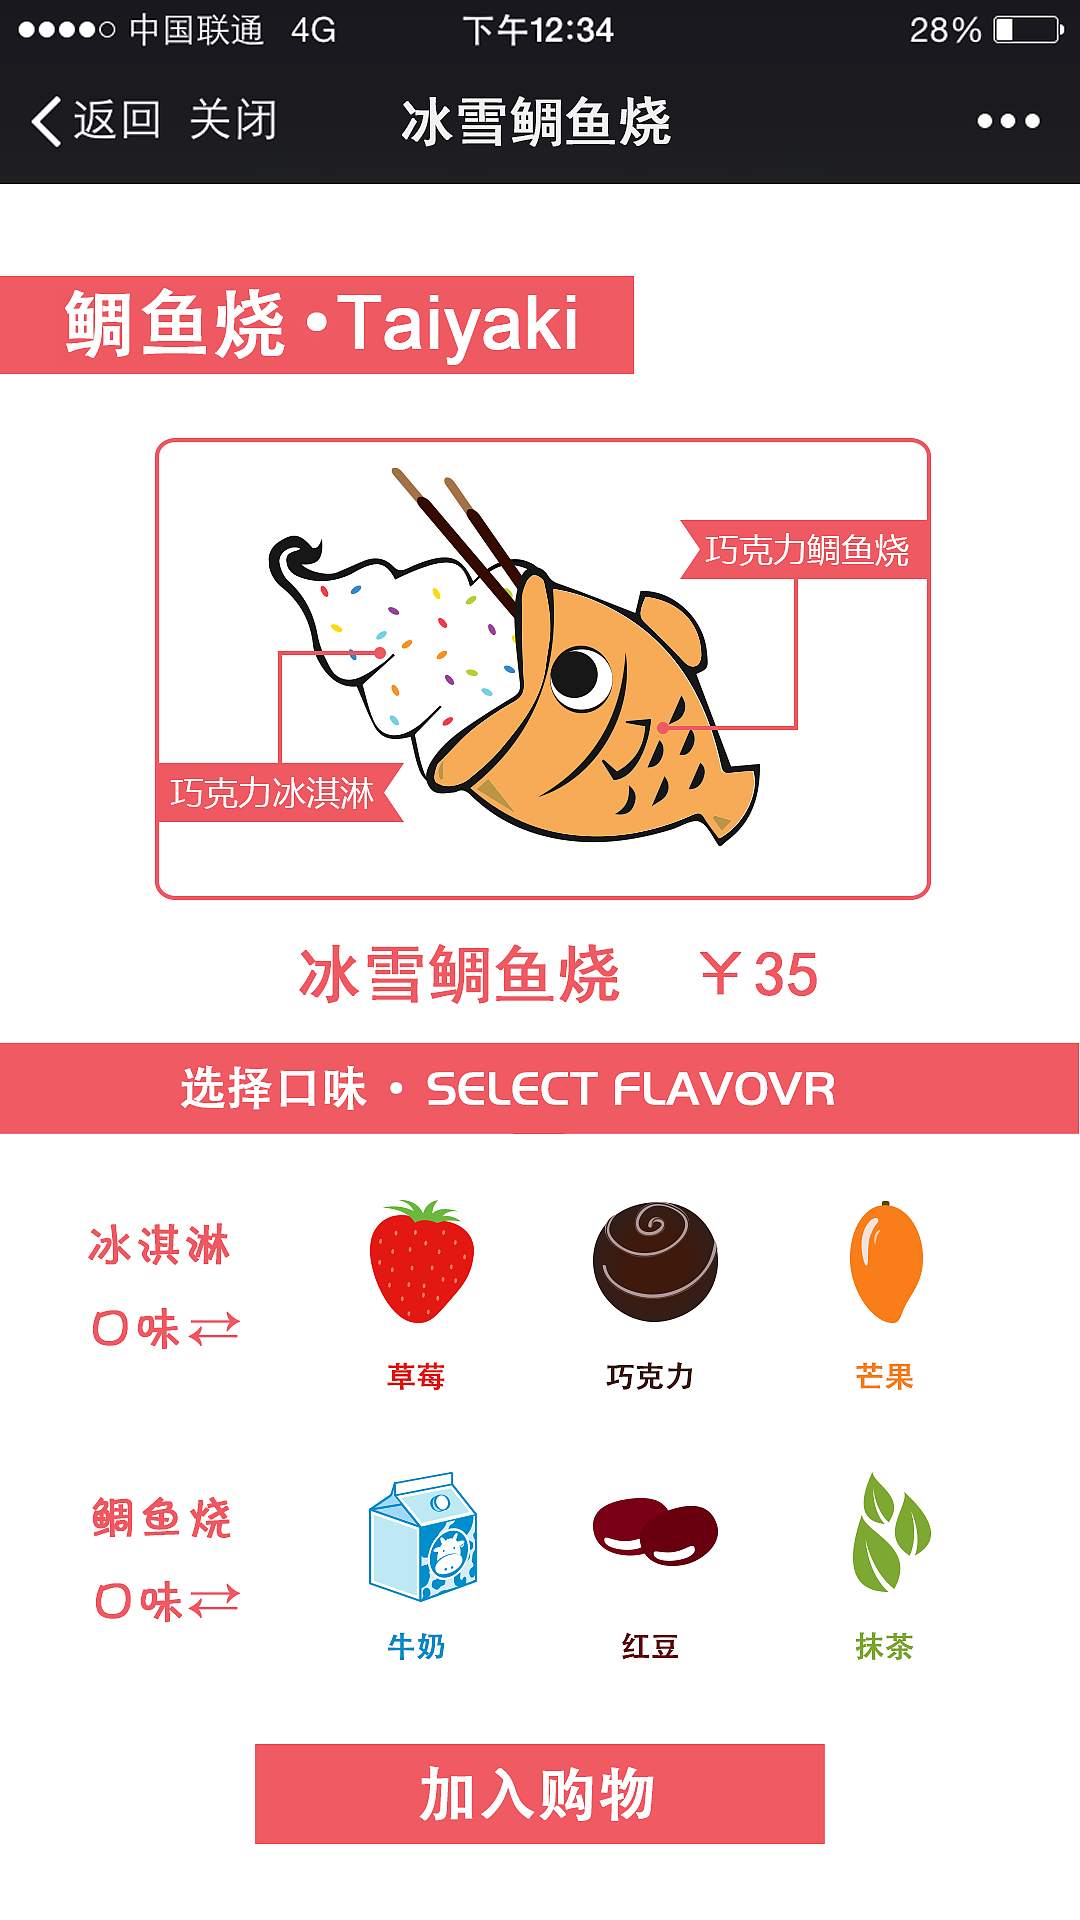 中国联通 4G 下午12:34 28%
返回 关闭 冰雪鲷鱼烧
鲷鱼烧·Taiyaki
巧克力鲷鱼烧
巧克力冰淇淋
冰雪鲷鱼烧 ￥35
选择口味·SELECT FLAVOVR
冰淇淋
口味⇄
草莓 巧克力 芒果
鲷鱼烧
口味⇄
牛奶 红豆 抹茶
加入购物